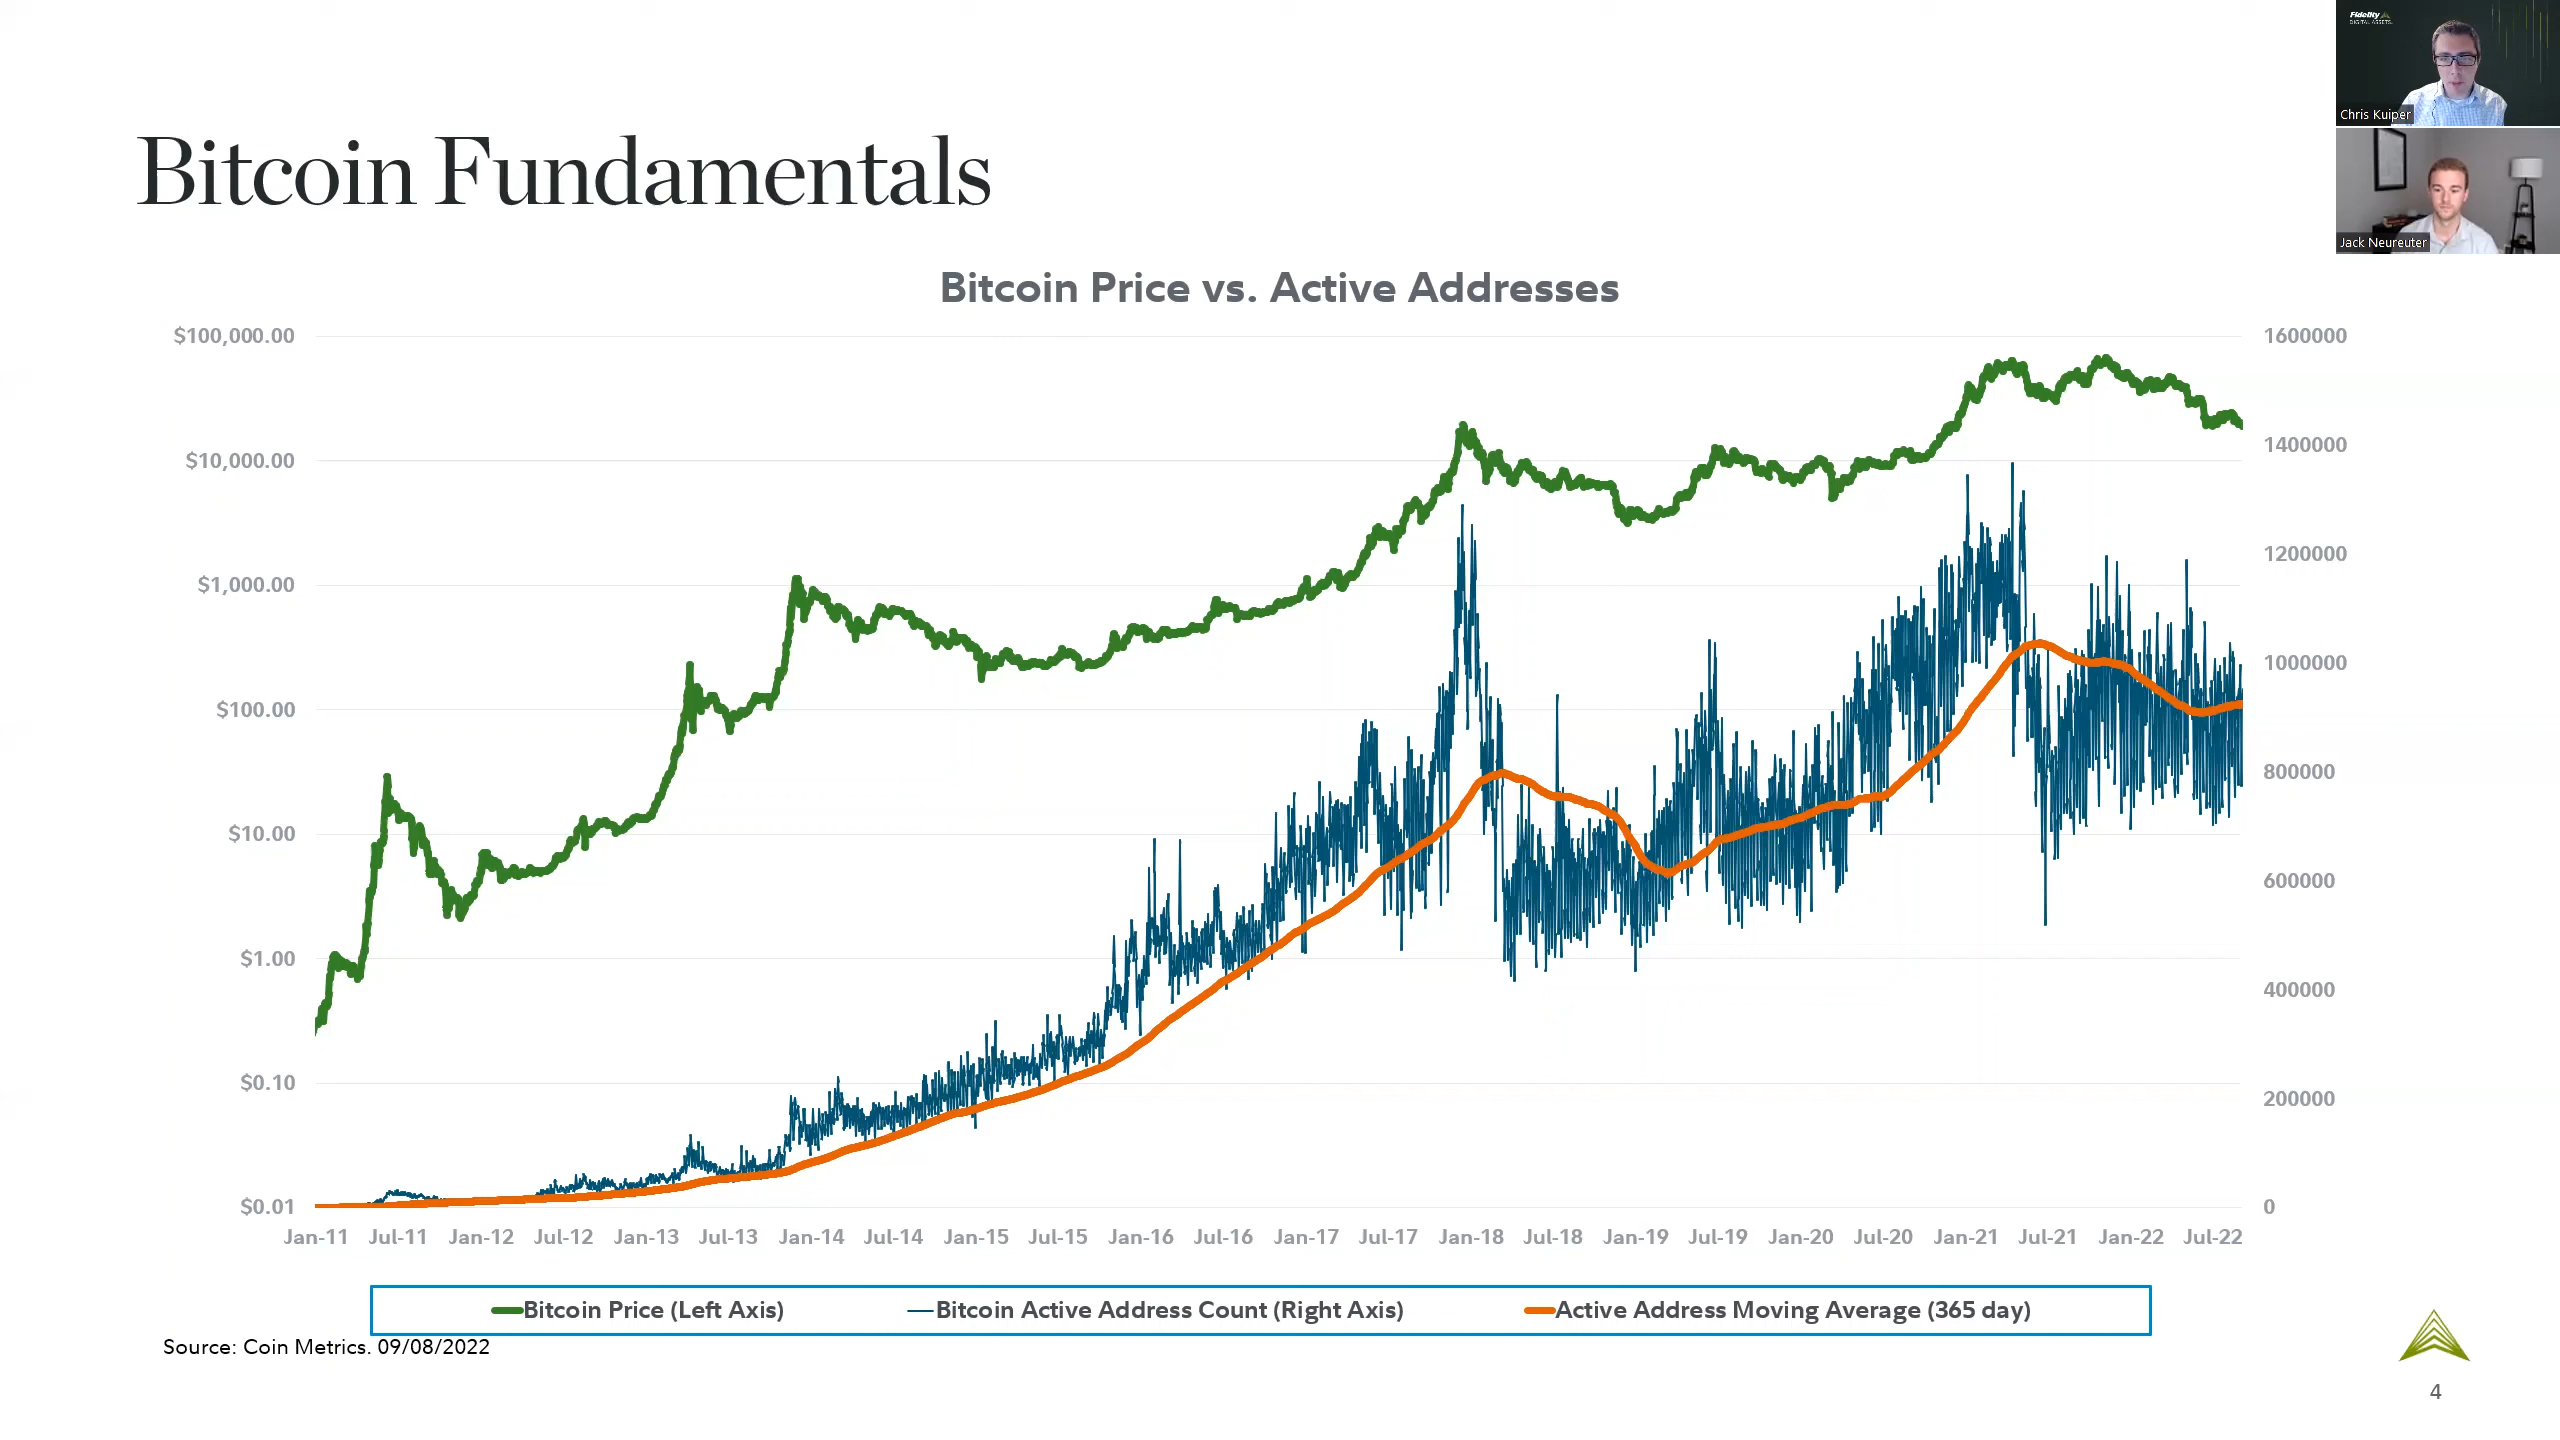 Fidelity
DIGITAL ASSETS.
Chris Kuiper
Jack Neureuter
Bitcoin Fundamentals
Bitcoin Price vs. Active Addresses
$100,000.00
$10,000.00
$1,000.00
$100.00
$10.00
$1.00
$0.10
$0.01
1600000
1400000
1200000
1000000
800000
600000
400000
200000
0
Jan-11 Jul-11 Jan-12 Jul-12 Jan-13 Jul-13 Jan-14 Jul-14 Jan-15 Jul-15 Jan-16 Jul-16 Jan-17 Jul-17 Jan-18 Jul-18 Jan-19 Jul-19 Jan-20 Jul-20 Jan-21 Jul-21 Jan-22 Jul-22
Bitcoin Price (Left Axis) Bitcoin Active Address Count (Right Axis) Active Address Moving Average (365 day)
Source: Coin Metrics. 09/08/2022
4